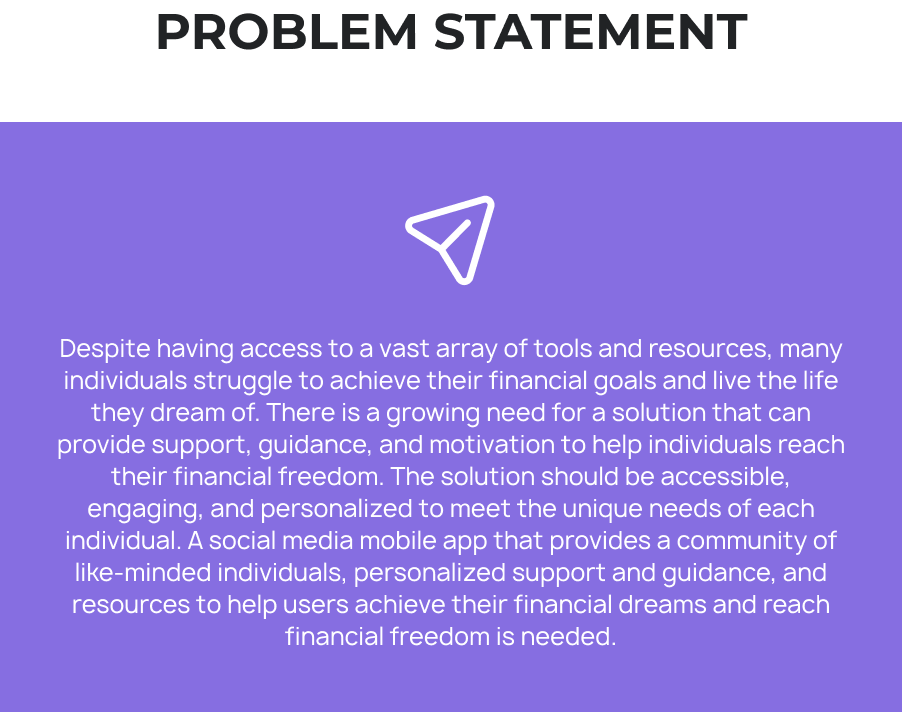 PROBLEM STATEMENT
Despite having access to a vast array of tools and resources, many
individuals struggle to achieve their financial goals and live the life
they dream of. There is a growing need for a solution that can
provide support, guidance, and motivation to help individuals reach
their financial freedom. The solution should be accessible,
engaging, and personalized to meet the unique needs of each
individual. A social media mobile app that provides a community of
like-minded individuals, personalized support and guidance, and
resources to help users achieve their financial dreams and reach
financial freedom is needed.